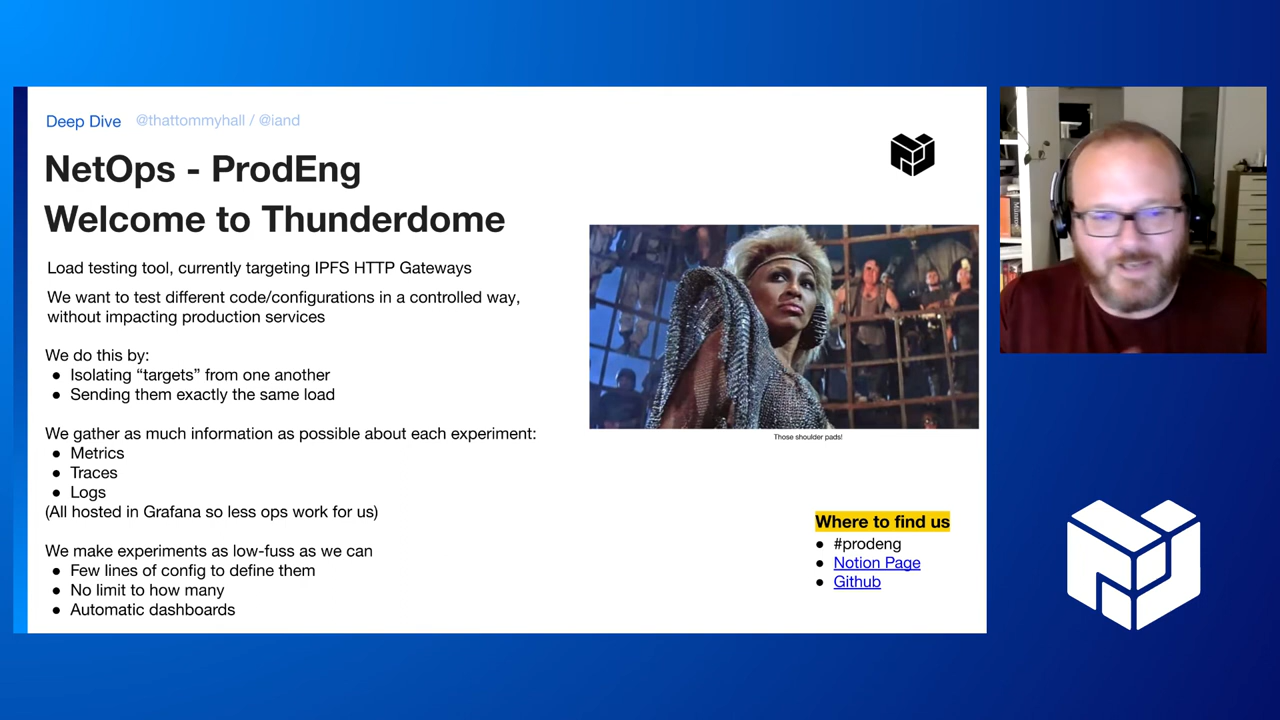 Deep Dive @thattommyhall / @iand
NetOps - ProdEng
Welcome to Thunderdome
Load testing tool, currently targeting IPFS HTTP Gateways
We want to test different code/configurations in a controlled way,
without impacting production services
We do this by:
● Isolating “targets” from one another
● Sending them exactly the same load
We gather as much information as possible about each experiment:
● Metrics
● Traces
● Logs
(All hosted in Grafana so less ops work for us)
We make experiments as low-fuss as we can
● Few lines of config to define them
● No limit to how many
● Automatic dashboards
Those shoulder pads!
Where to find us
● #prodeng
● Notion Page
● Github